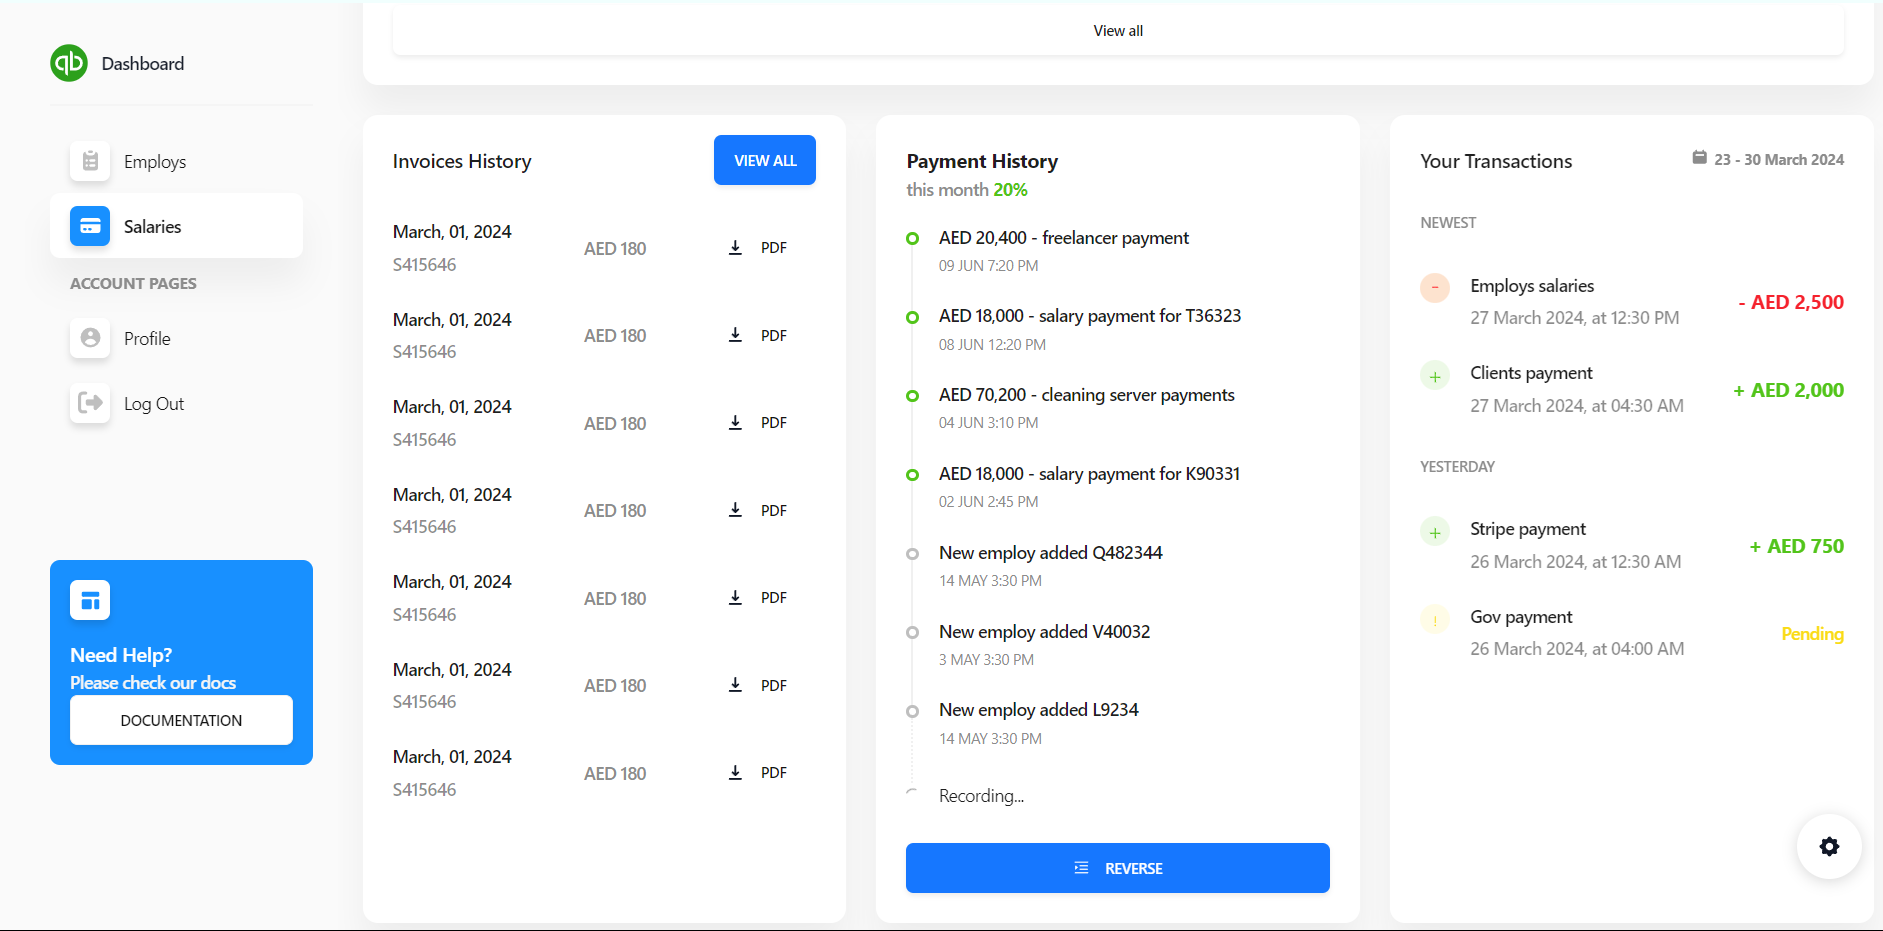 View all
qb Dashboard
Employs
Salaries
ACCOUNT PAGES
Profile
Log Out
Need Help?
Please check our docs
DOCUMENTATION
Invoices History
VIEW ALL
March, 01, 2024
S415646
AED 180
PDF
March, 01, 2024
S415646
AED 180
PDF
March, 01, 2024
S415646
AED 180
PDF
March, 01, 2024
S415646
AED 180
PDF
March, 01, 2024
S415646
AED 180
PDF
March, 01, 2024
S415646
AED 180
PDF
March, 01, 2024
S415646
AED 180
PDF
Payment History
this month 20%
AED 20,400 - freelancer payment
09 JUN 7:20 PM
AED 18,000 - salary payment for T36323
08 JUN 12:20 PM
AED 70,200 - cleaning server payments
04 JUN 3:10 PM
AED 18,000 - salary payment for K90331
02 JUN 2:45 PM
New employ added Q482344
14 MAY 3:30 PM
New employ added V40032
3 MAY 3:30 PM
New employ added L9234
14 MAY 3:30 PM
Recording...
REVERSE
Your Transactions
23 - 30 March 2024
NEWEST
Employs salaries
27 March 2024, at 12:30 PM
- AED 2,500
Clients payment
27 March 2024, at 04:30 AM
+ AED 2,000
YESTERDAY
Stripe payment
26 March 2024, at 12:30 AM
+ AED 750
Gov payment
26 March 2024, at 04:00 AM
Pending